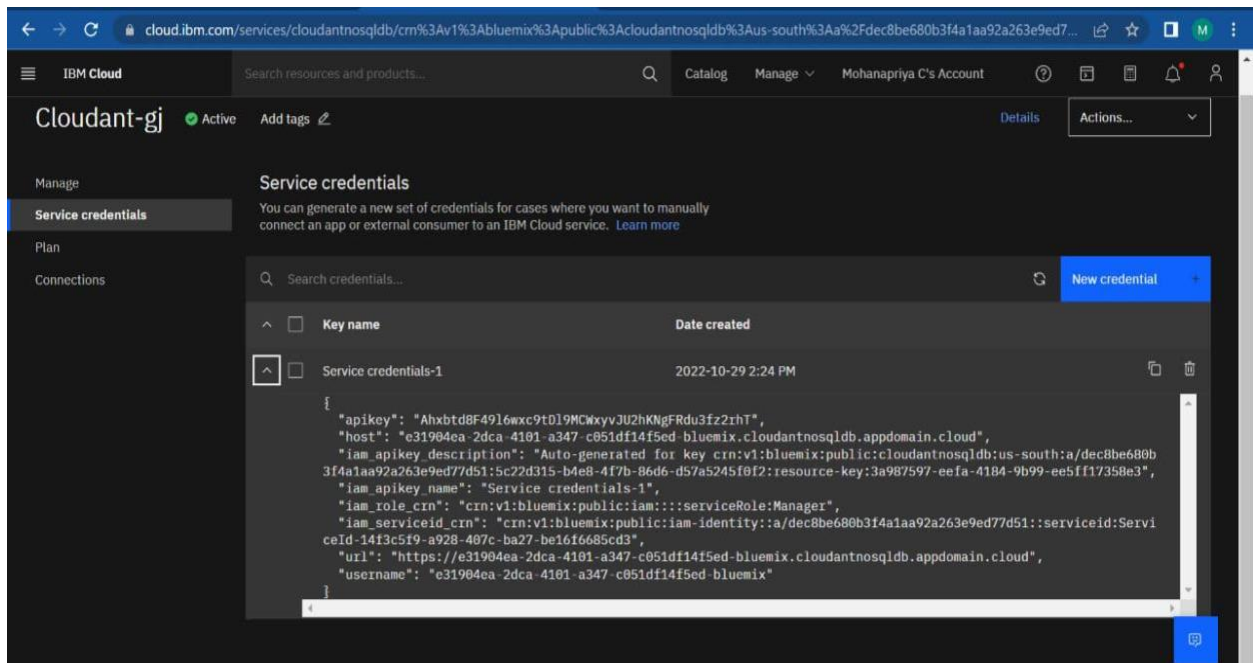 cloud.ibm.com/services/cloudantnosqldb/crn%3Av1%3Abluemix%3Apublic%3Acloudantnosqldb%3Aus-south%3Aa%2Fdec8be680b3f4a1aa92a263e9ed7... M
IBM Cloud Search resources and products... Catalog Manage Mohanapriya C's Account
Cloudant-gj Active Add tags Details Actions...
Manage
Service credentials
Plan
Connections
Service credentials
You can generate a new set of credentials for cases where you want to manually
connect an app or external consumer to an IBM Cloud service. Learn more
Search credentials... New credential +
Key name Date created
Service credentials-1 2022-10-29 2:24 PM
{
"apikey": "Ahxbtd8F49l6wxc9tDl9MCWxyvJU2hKNgFRdu3fz2rhT",
"host": "e31904ea-2dca-4101-a347-c051df14f5ed-bluemix.cloudantnosqldb.appdomain.cloud",
"iam_apikey_description": "Auto-generated for key crn:v1:bluemix:public:cloudantnosqldb:us-south:a/dec8be680b
3f4a1aa92a263e9ed77d51:5c22d315-b4e8-4f7b-86d6-d57a5245f0f2:resource-key:3a987597-eefa-4184-9b99-ee5ff17358e3",
"iam_apikey_name": "Service credentials-1",
"iam_role_crn": "crn:v1:bluemix:public:iam::::serviceRole:Manager",
"iam_serviceid_crn": "crn:v1:bluemix:public:iam-identity::a/dec8be680b3f4a1aa92a263e9ed77d51::serviceid:Servi
ceId-14f3c5f9-a928-407c-ba27-be16f6685cd3",
"url": "https://e31904ea-2dca-4101-a347-c051df14f5ed-bluemix.cloudantnosqldb.appdomain.cloud",
"username": "e31904ea-2dca-4101-a347-c051df14f5ed-bluemix"
}